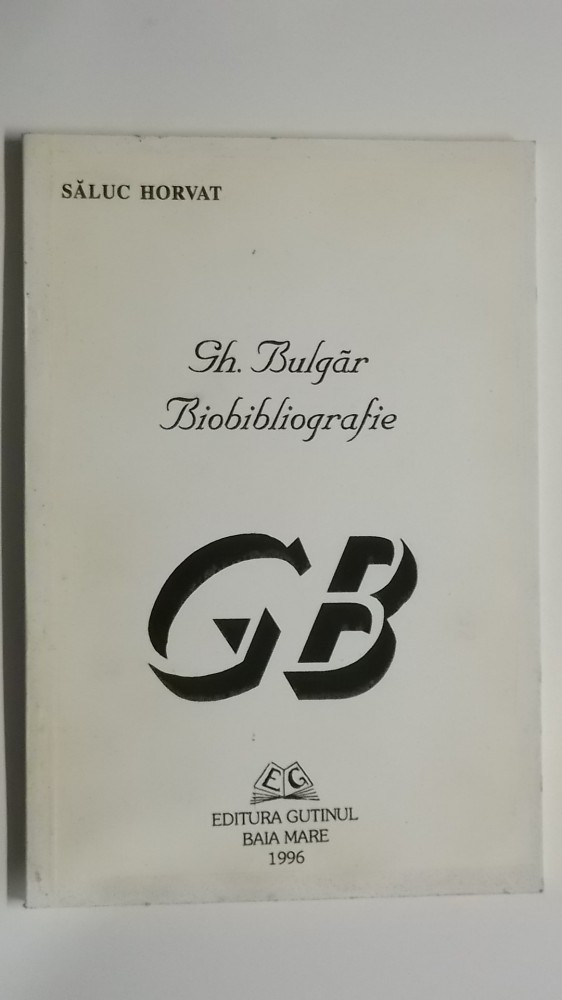 SĂLUC HORVAT
Gh. Bulgăr
Biobibliografie
GB
EG
EDITURA GUTINUL
BAIA MARE
1996